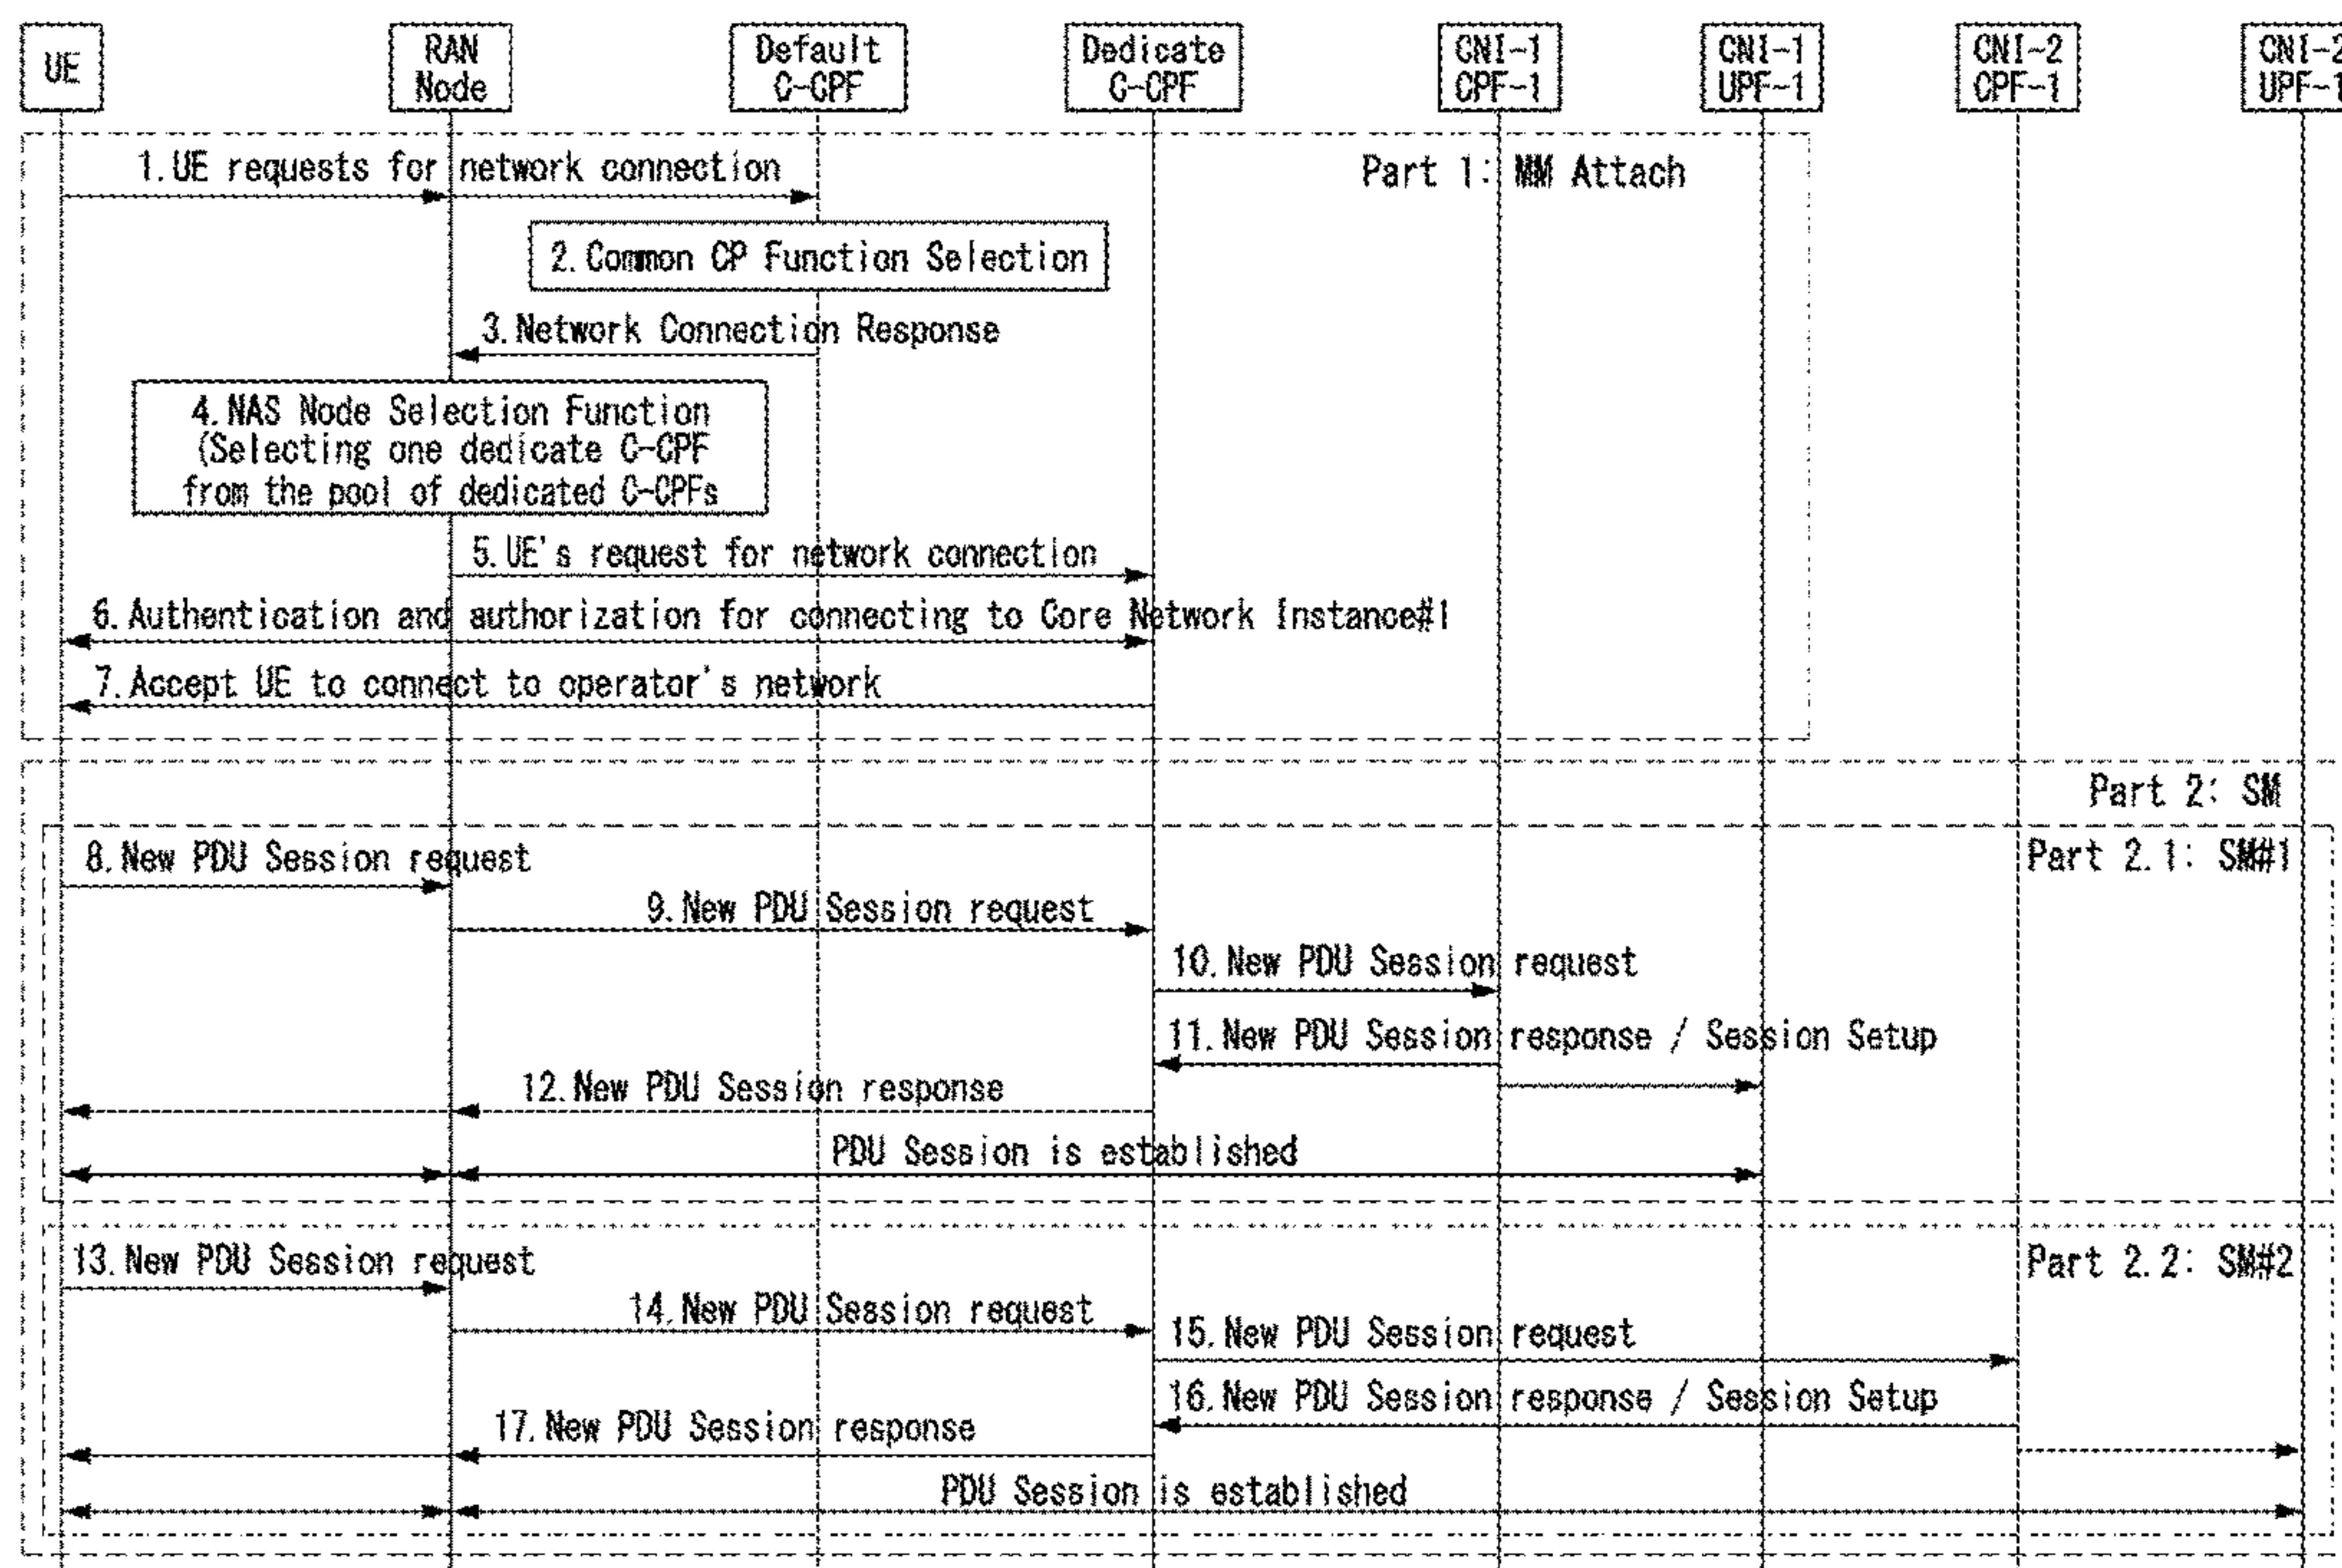 UE
RAN
Node
Default
C-CPF
Dedicate
C-CPF
CNI-1
CPF-1
CNI-1
UPF-1
CNI-2
CPF-1
CNI-2
UPF-1
Part 1: MM Attach
1.UE requests for network connection
2.Common CP Function Selection
3.Network Connection Response
4.NAS Node Selection Function
(Selecting one dedicate C-CPF
from the pool of dedicated C-CPFs
5.UE's request for network connection
6.Authentication and authorization for connecting to Core Network Instance#1
7.Accept UE to connect to operator's network
Part 2: SM
Part 2.1: SM#1
8.New PDU Session request
9.New PDU Session request
10.New PDU Session request
11.New PDU Session response / Session Setup
12.New PDU Session response
PDU Session is established
Part 2.2: SM#2
13.New PDU Session request
14.New PDU Session request
15.New PDU Session request
16.New PDU Session response / Session Setup
17.New PDU Session response
PDU Session is established